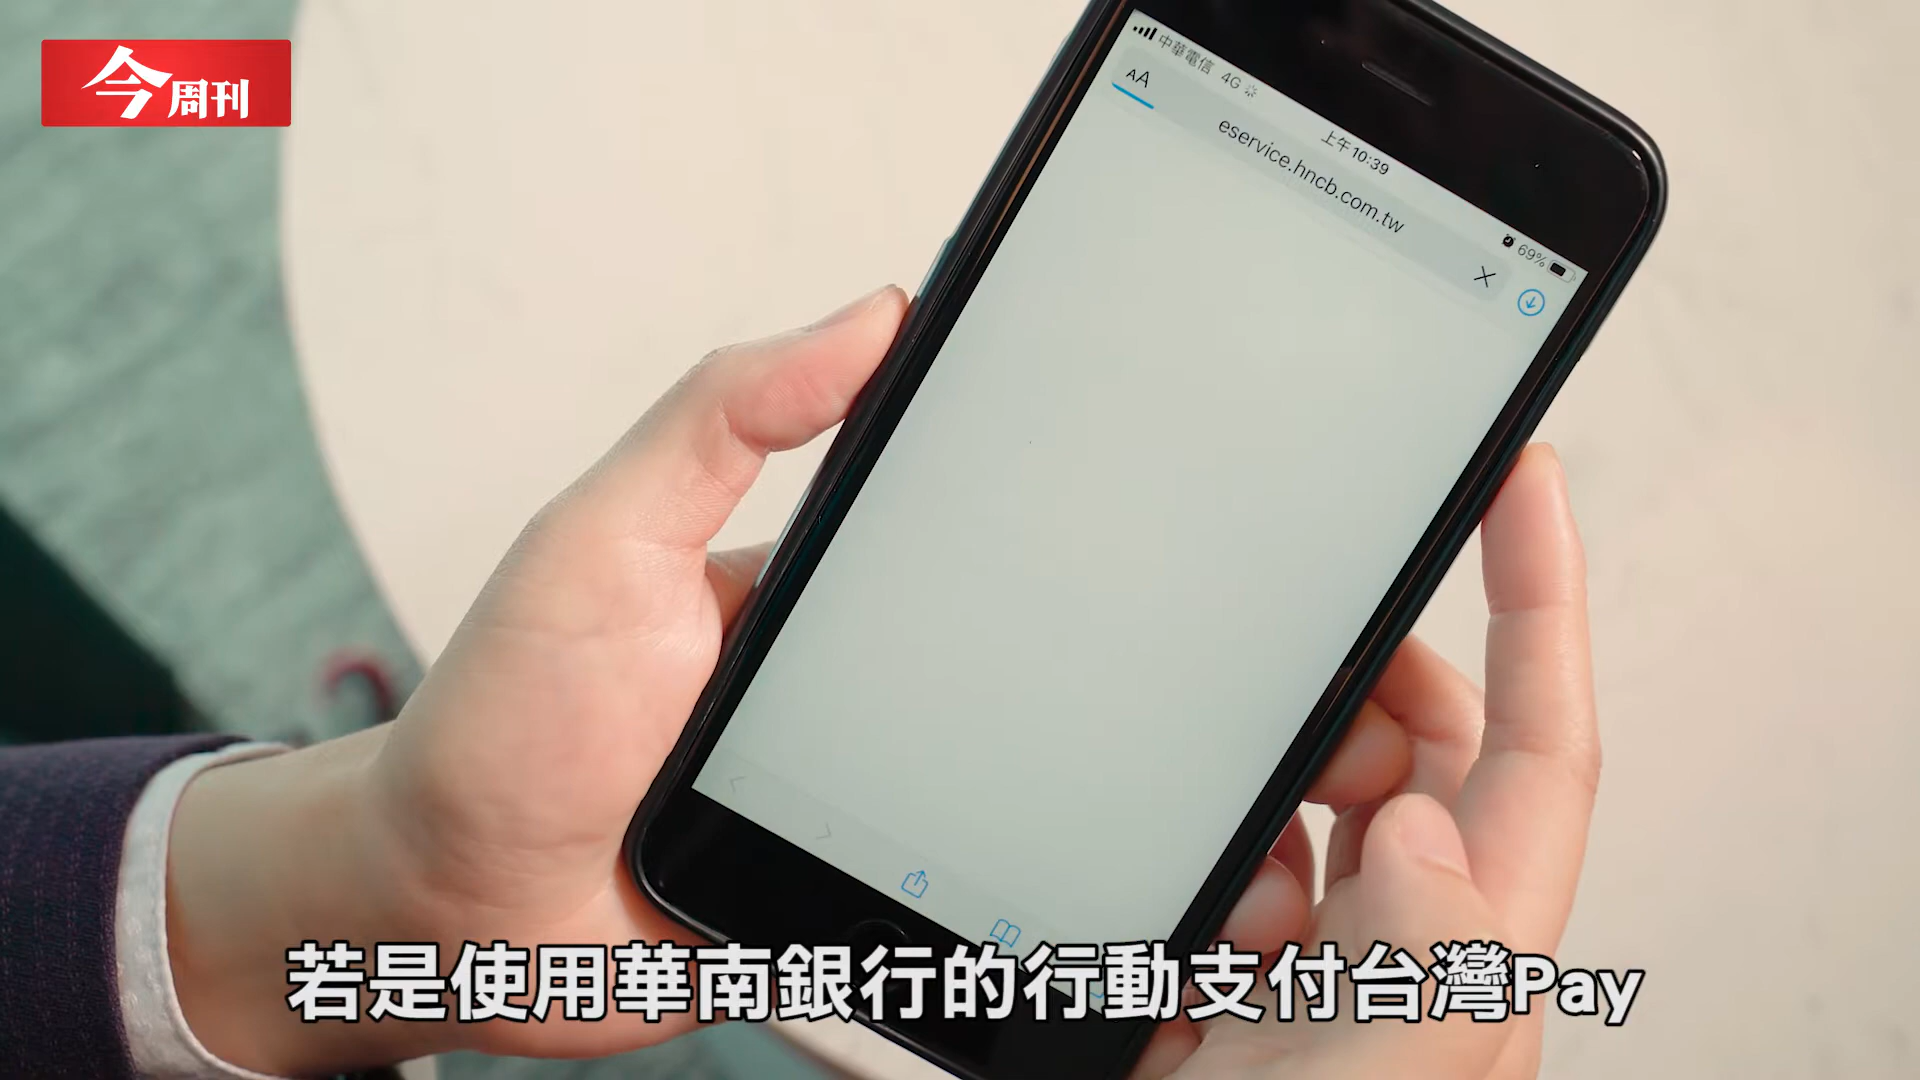 今周刊
中華電信 4G
上午10:39
69%
AA
eservice.hncb.com.tw
若是使用華南銀行的行動支付台灣Pay